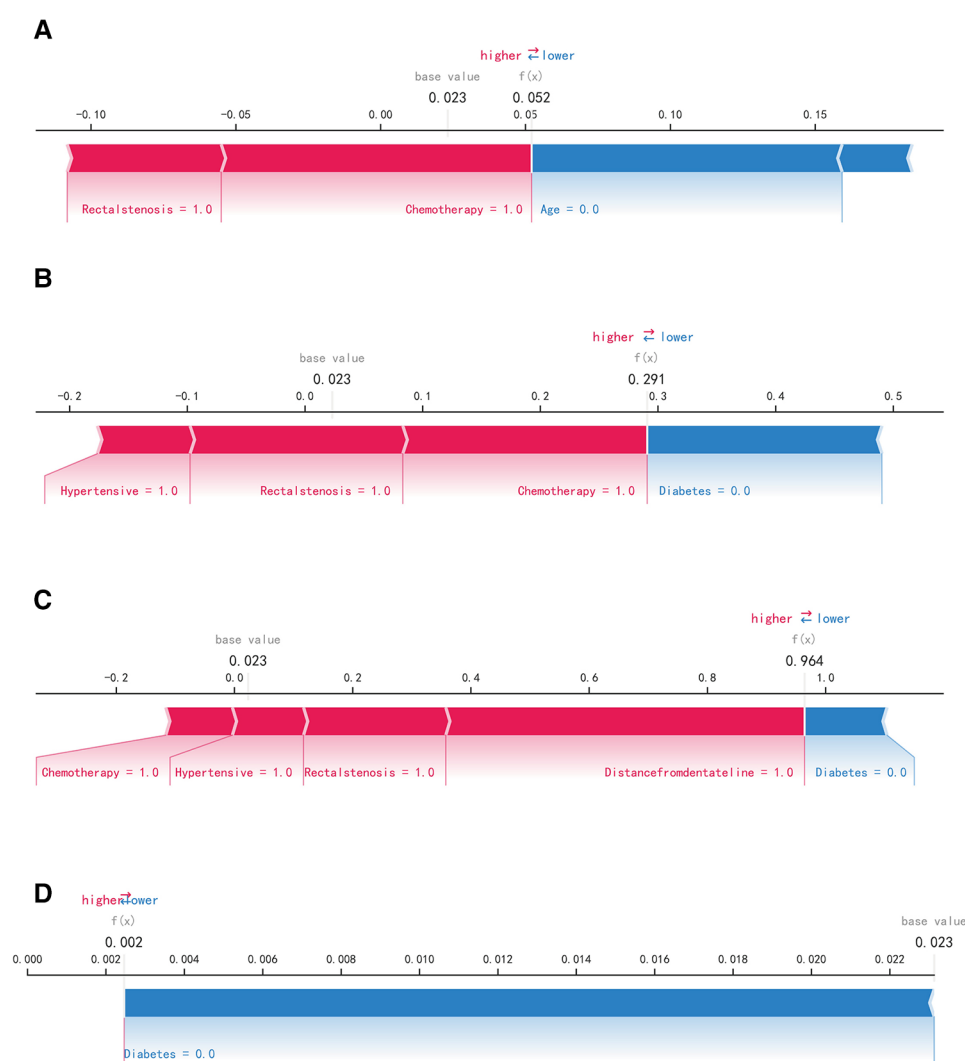 A
higher ⇄ lower
base value f(x)
0.023 0.052
-0.10 -0.05 0.00 0.05 0.10 0.15
Rectalstenosis = 1.0 Chemotherapy = 1.0 Age = 0.0
B
higher ⇄ lower
base value f(x)
0.023 0.291
-0.2 -0.1 0.0 0.1 0.2 0.3 0.4 0.5
Hypertensive = 1.0 Rectalstenosis = 1.0 Chemotherapy = 1.0 Diabetes = 0.0
C
higher ⇄ lower
base value f(x)
0.023 0.964
-0.2 0.0 0.2 0.4 0.6 0.8 1.0
Chemotherapy = 1.0 Hypertensive = 1.0 Rectalstenosis = 1.0 Distancefromdentateline = 1.0 Diabetes = 0.0
D
higher ⇄ lower
f(x) base value
0.002 0.023
0.000 0.002 0.004 0.006 0.008 0.010 0.012 0.014 0.016 0.018 0.020 0.022
Diabetes = 0.0